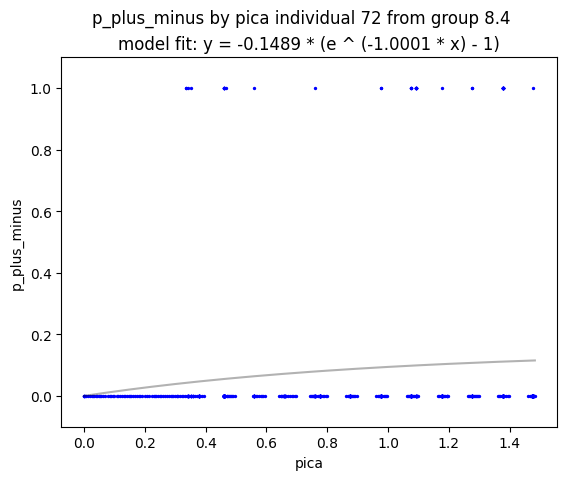 p_plus_minus by pica individual 72 from group 8.4
model fit: y = -0.1489 * (e ^ (-1.0001 * x) - 1)
1.0
0.8
0.6
0.4
0.2
0.0
p_plus_minus
0.0 0.2 0.4 0.6 0.8 1.0 1.2 1.4
pica